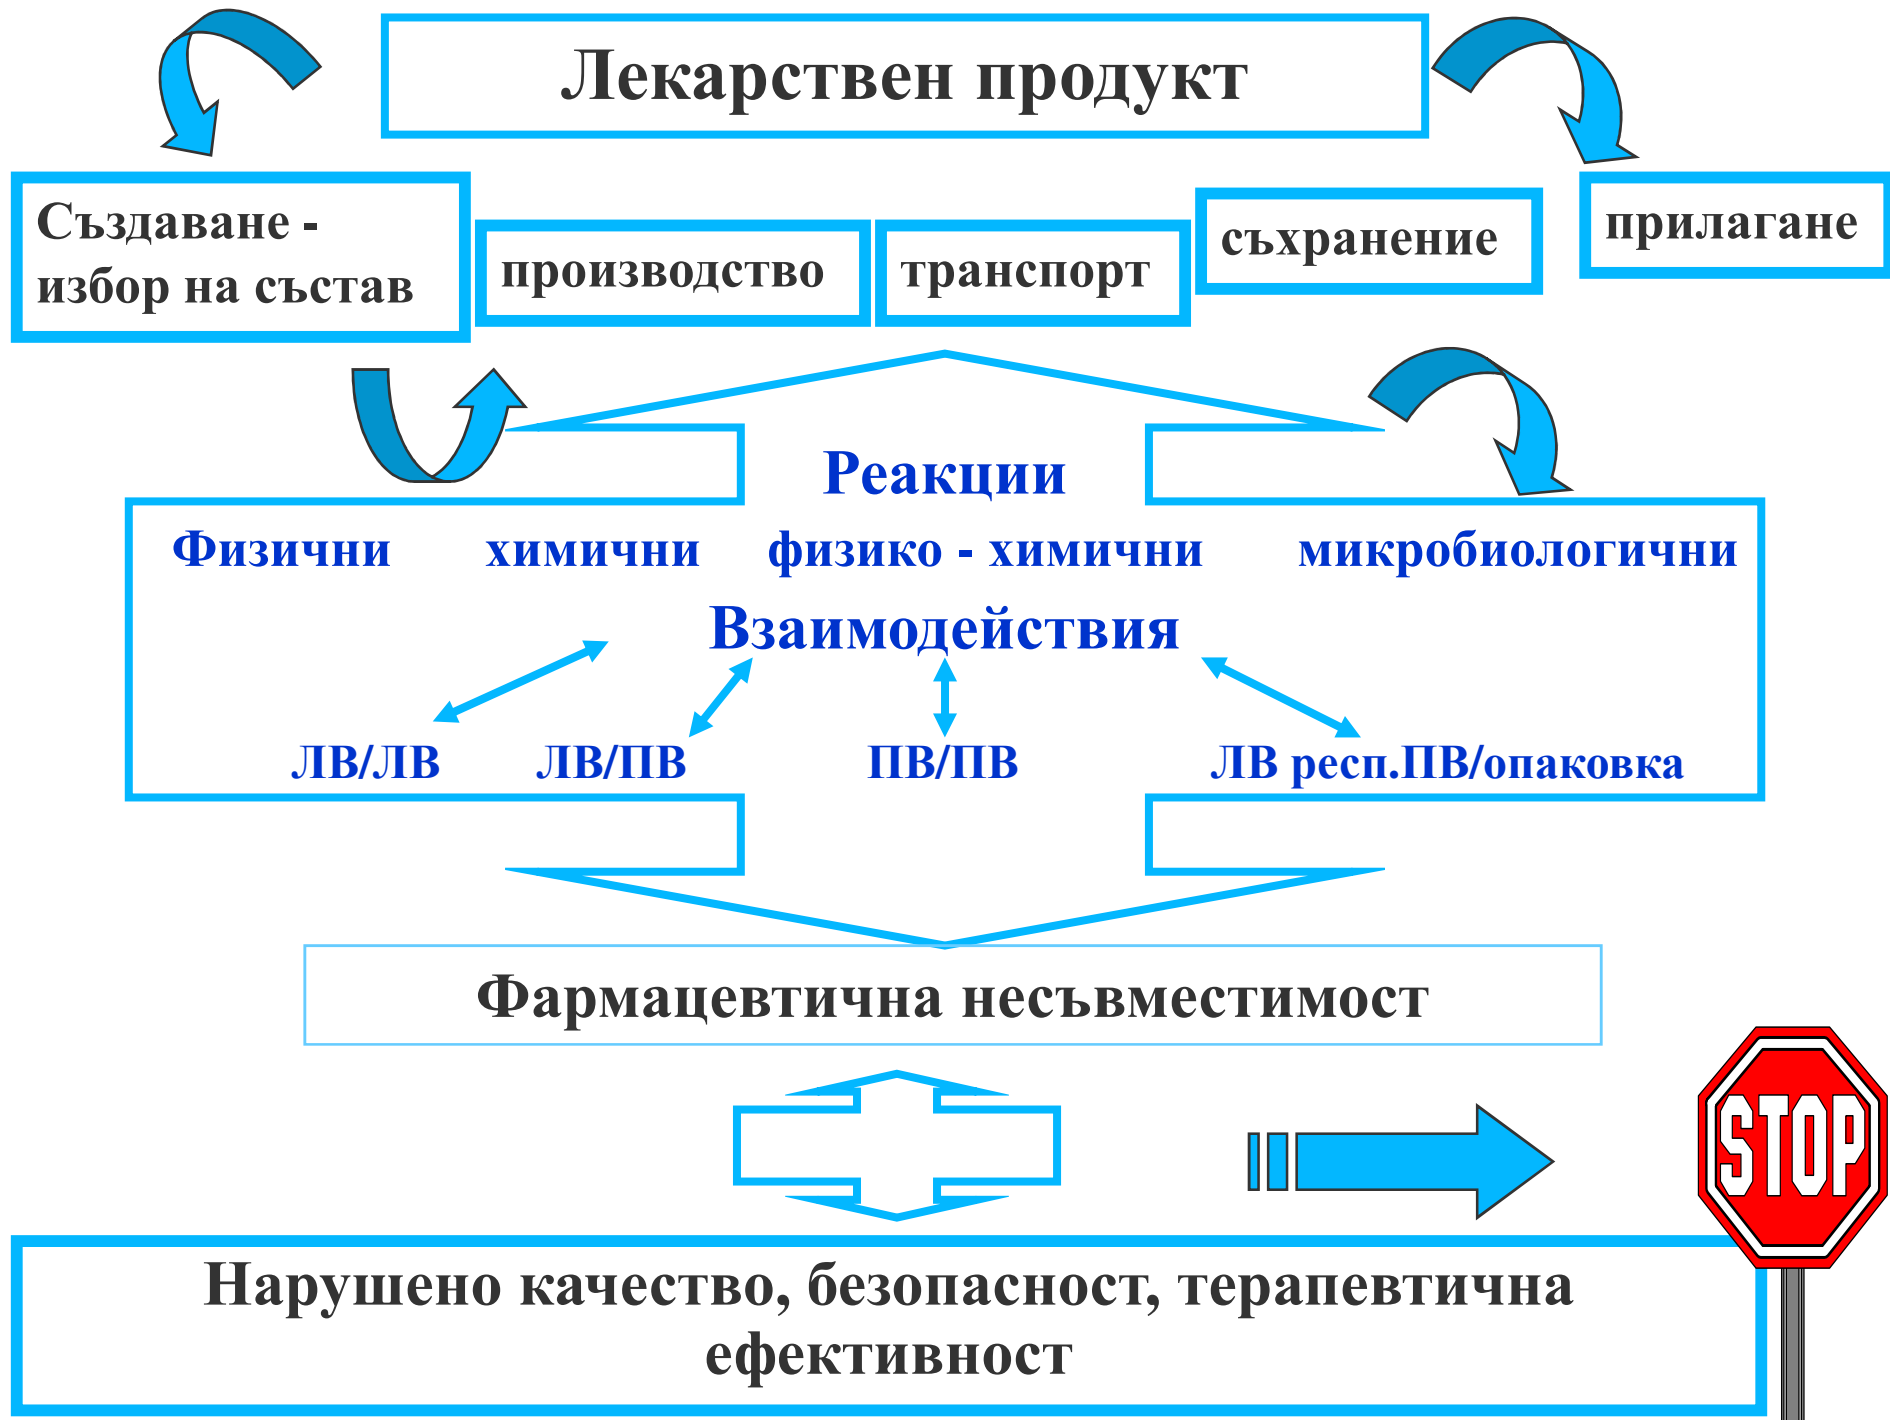 Лекарствен продукт
Създаване -
избор на състав
производство
транспорт
съхранение
прилагане
Реакции
Физични химични физико - химични микробиологични
Взаимодействия
ЛВ/ЛВ ЛВ/ПВ ПВ/ПВ ЛВ респ.ПВ/опаковка
Фармацевтична несъвместимост
STOP
Нарушено качество, безопасност, терапевтична
ефективност